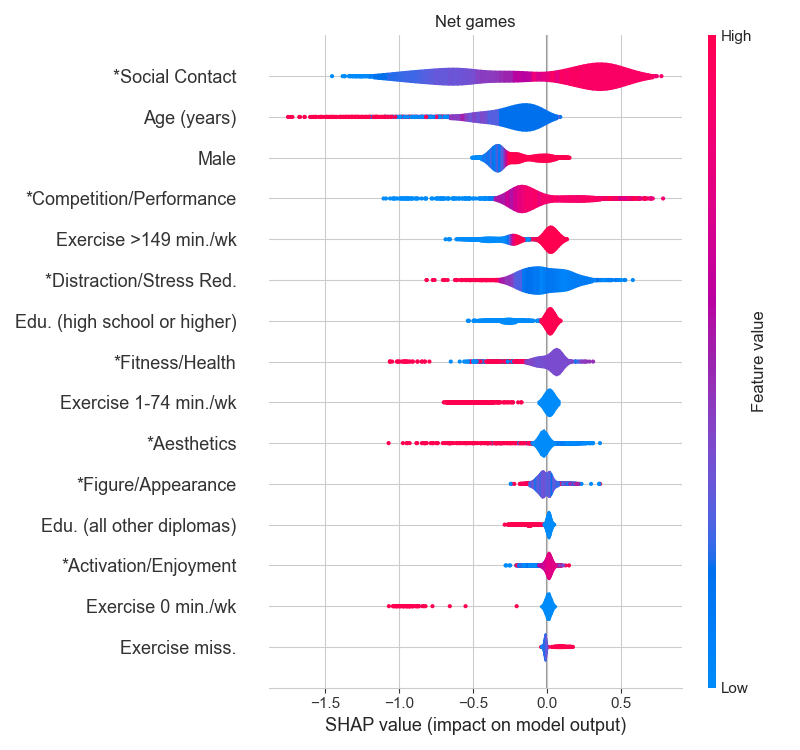 Net games
High
*Social Contact
Age (years)
Male
*Competition/Performance
Exercise >149 min./wk
*Distraction/Stress Red.
Edu. (high school or higher)
*Fitness/Health
Exercise 1-74 min./wk
*Aesthetics
*Figure/Appearance
Edu. (all other diplomas)
*Activation/Enjoyment
Exercise 0 min./wk
Exercise miss.
Feature value
Low
−1.5 −1.0 −0.5 0.0 0.5
SHAP value (impact on model output)